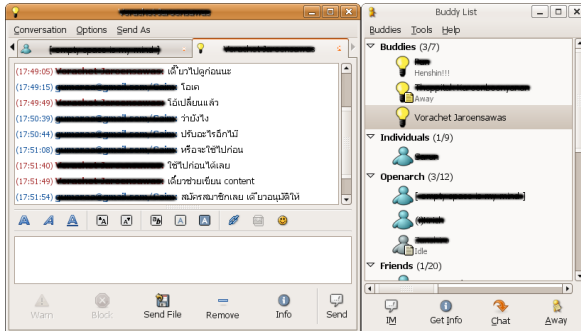 Conversation Options Send As
(17:49:05) เดี๋ยวไปดูก่อนนะ
(17:49:15) โอเค
(17:49:49) โอ้เปลี่ยนแล้ว
(17:50:39) ว่ายังไง
(17:50:44) ปรับอะไรอีกไม้
(17:51:08) หรือจะใช้ไปก่อน
(17:51:40) ใช้ไปก่อนได้เลย
(17:51:49) เดี๋ยวช่วยเขียน content
(17:51:54) สมัครสมาชิกเลย เดี๋ยวอนุมัติให้
Warn Block Send File Remove Info Send
Buddy List
Buddies Tools Help
Buddies (3/7)
Henshin!!!
Away
Vorachet Jaroensawas
Individuals (1/9)
Openarch (3/12)
Idle
Friends (1/20)
IM Get Info Chat Away